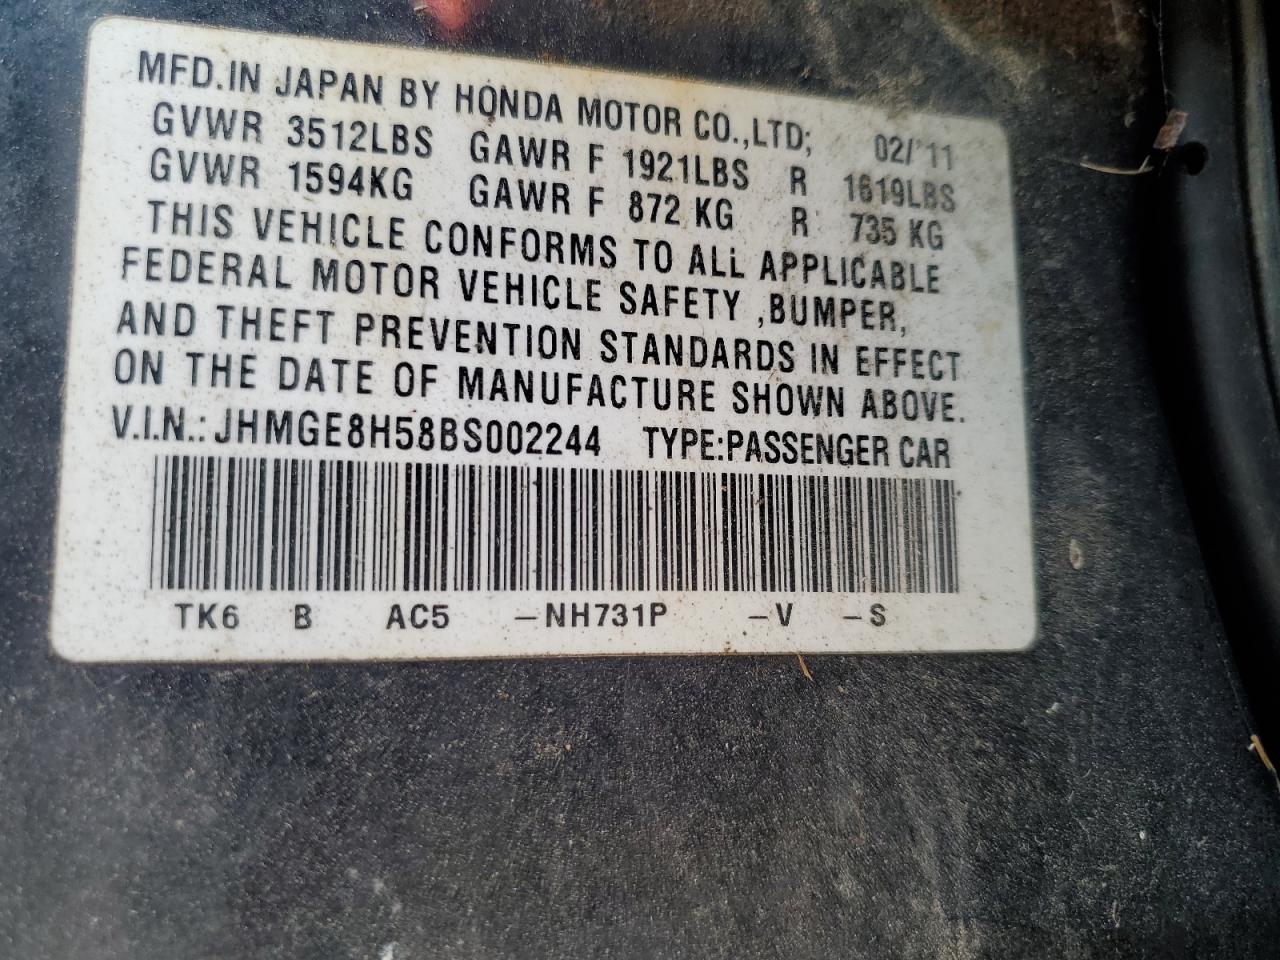 MFD.IN JAPAN BY HONDA MOTOR CO.,LTD; 02/'11
GVWR 3512LBS GAWR F 1921LBS R 1619LBS
GVWR 1594KG GAWR F 872 KG R 735 KG
THIS VEHICLE CONFORMS TO ALL APPLICABLE
FEDERAL MOTOR VEHICLE SAFETY ,BUMPER,
AND THEFT PREVENTION STANDARDS IN EFFECT
ON THE DATE OF MANUFACTURE SHOWN ABOVE.
V.I.N.: JHMGE8H58BS002244 TYPE:PASSENGER CAR
TK6 B AC5 -NH731P -V -S